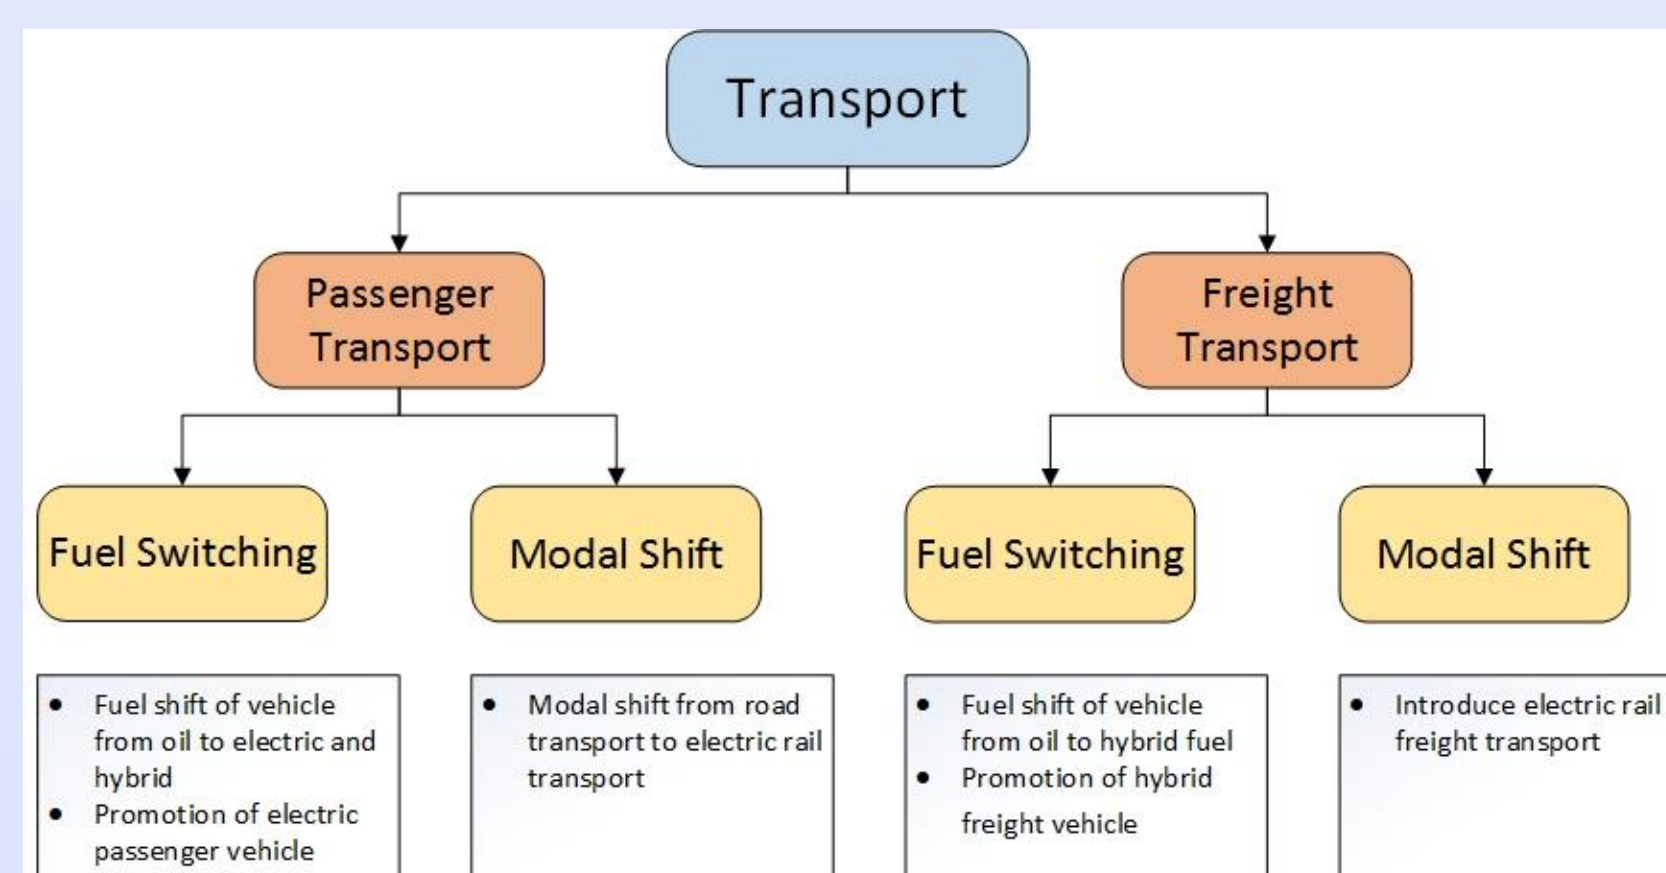 Transport
Passenger
Transport
Freight
Transport
Fuel Switching
Modal Shift
Fuel Switching
Modal Shift
• Fuel shift of vehicle
from oil to electric and
hybrid
• Promotion of electric
passenger vehicle
• Modal shift from road
transport to electric rail
transport
• Fuel shift of vehicle
from oil to hybrid fuel
• Promotion of hybrid
freight vehicle
• Introduce electric rail
freight transport